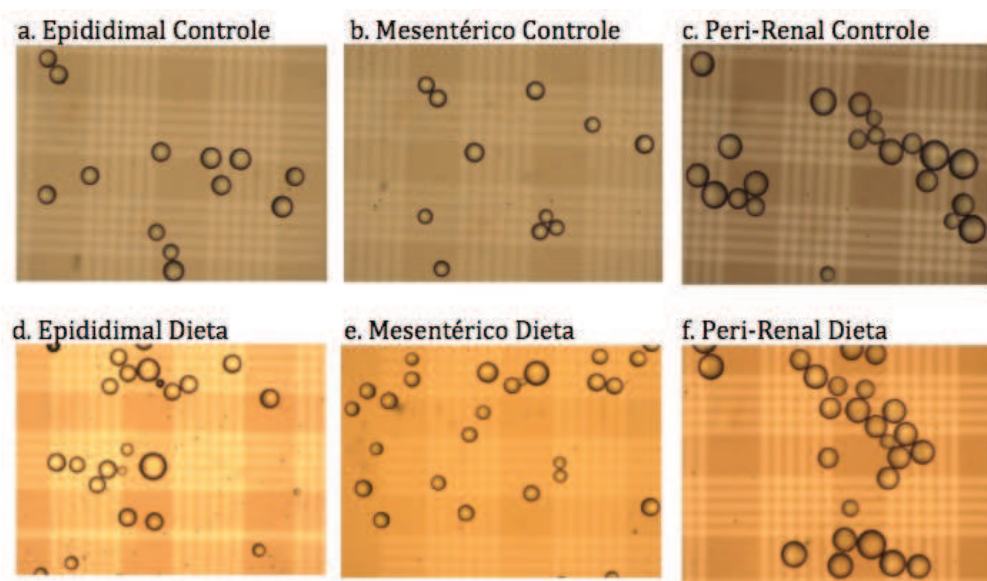 a. Epididimal Controle
b. Mesentérico Controle
c. Peri-Renal Controle
d. Epididimal Dieta
e. Mesentérico Dieta
f. Peri-Renal Dieta